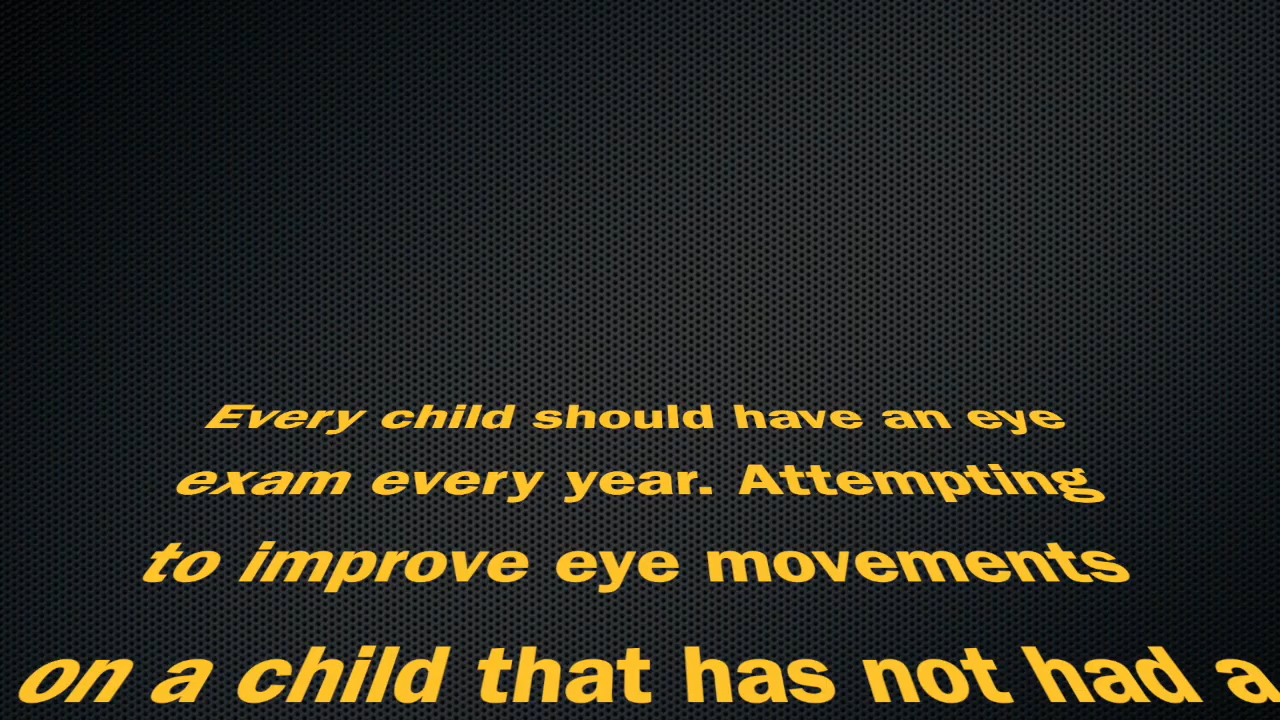 Every child should have an eye
exam every year. Attempting
to improve eye movements
on a child that has not had a